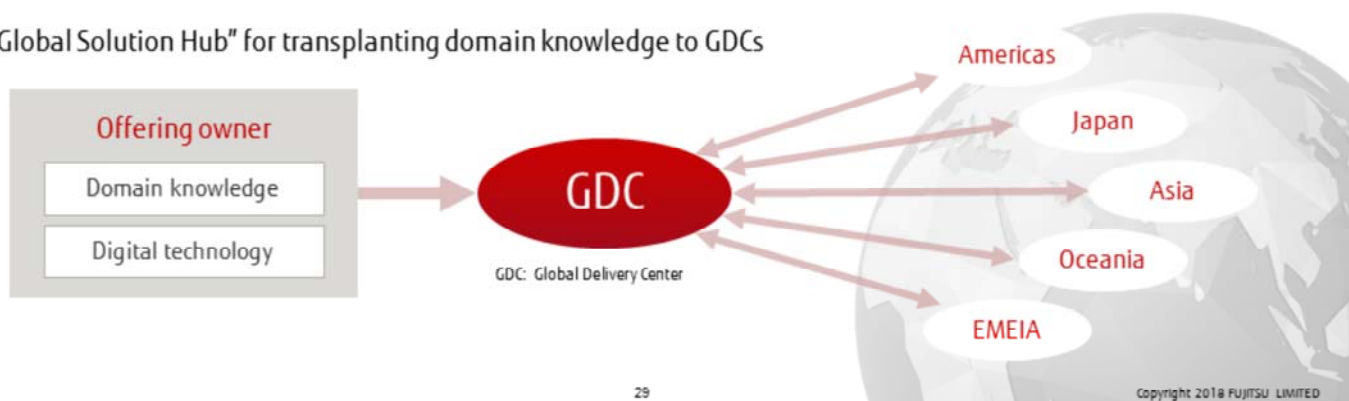 Global Solution Hub” for transplanting domain knowledge to GDCs
Offering owner
Domain knowledge
Digital technology
GDC
GDC: Global Delivery Center
Americas
Japan
Asia
Oceania
EMEIA
29
Copyright 2018 FUJITSU LIMITED